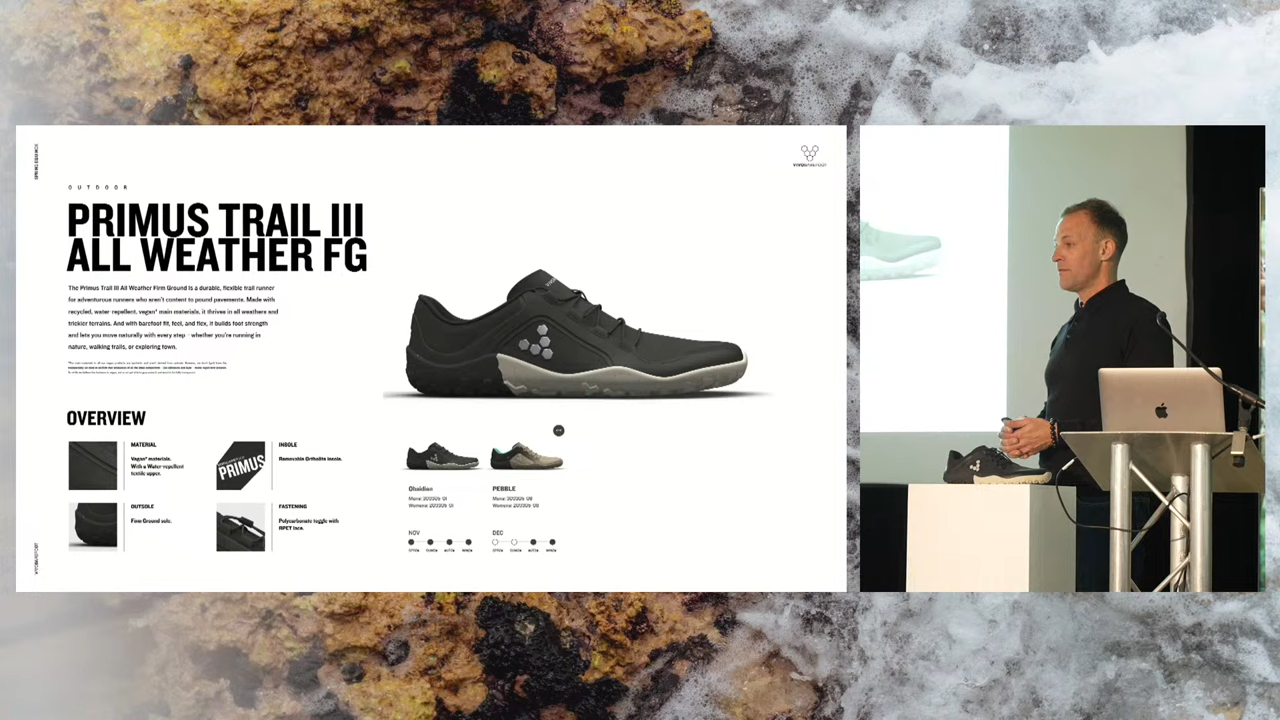 OUTDOOR
PRIMUS TRAIL III
ALL WEATHER FG
The Primus Trail III All Weather Firm Ground is a durable, flexible trail runner
for adventurous runners who aren't content to pound pavements. Made with
recycled, water repellent, vegan* main materials, it thrives in all weathers and
trickier terrains. And with barefoot fit, feel, and flex, it builds foot strength
and lets you move naturally with every step - whether you're running in
nature, walking trails, or exploring town.
OVERVIEW
MATERIAL
Vegan* materials.
With a Water-repellent
textile upper.
INSOLE
Removable Ortholite insole.
PRIMUS
OUTSOLE
Firm Ground sole.
FASTENING
Polycarbonate toggle with
RPET lace.
Obsidian
PEBBLE
NOV
DEC
VIVOBAREFOOT